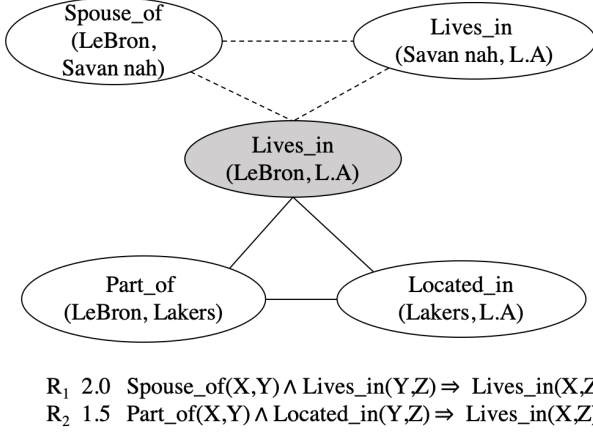 Spouse_of
(LeBron,
Savan nah)
Lives_in
(Savan nah, L.A)
Lives_in
(LeBron, L.A)
Part_of
(LeBron, Lakers)
Located_in
(Lakers, L.A)
R₁ 2.0 Spouse_of(X,Y) ∧ Lives_in(Y,Z) ⇒ Lives_in(X,Z
R₂ 1.5 Part_of(X,Y) ∧ Located_in(Y,Z) ⇒ Lives_in(X,Z)